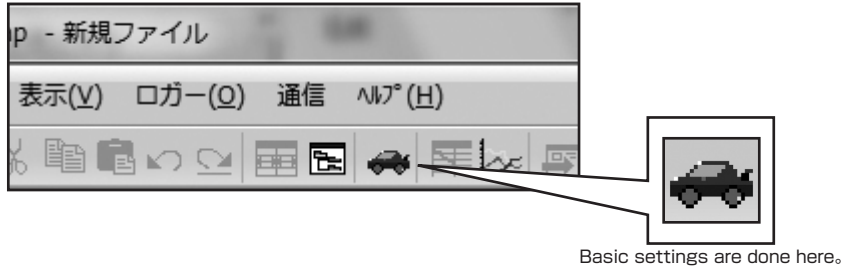 np - 新規ファイル
表示(V) ロガー(O) 通信 ﾍﾙﾌﾟ(H)
Basic settings are done here。